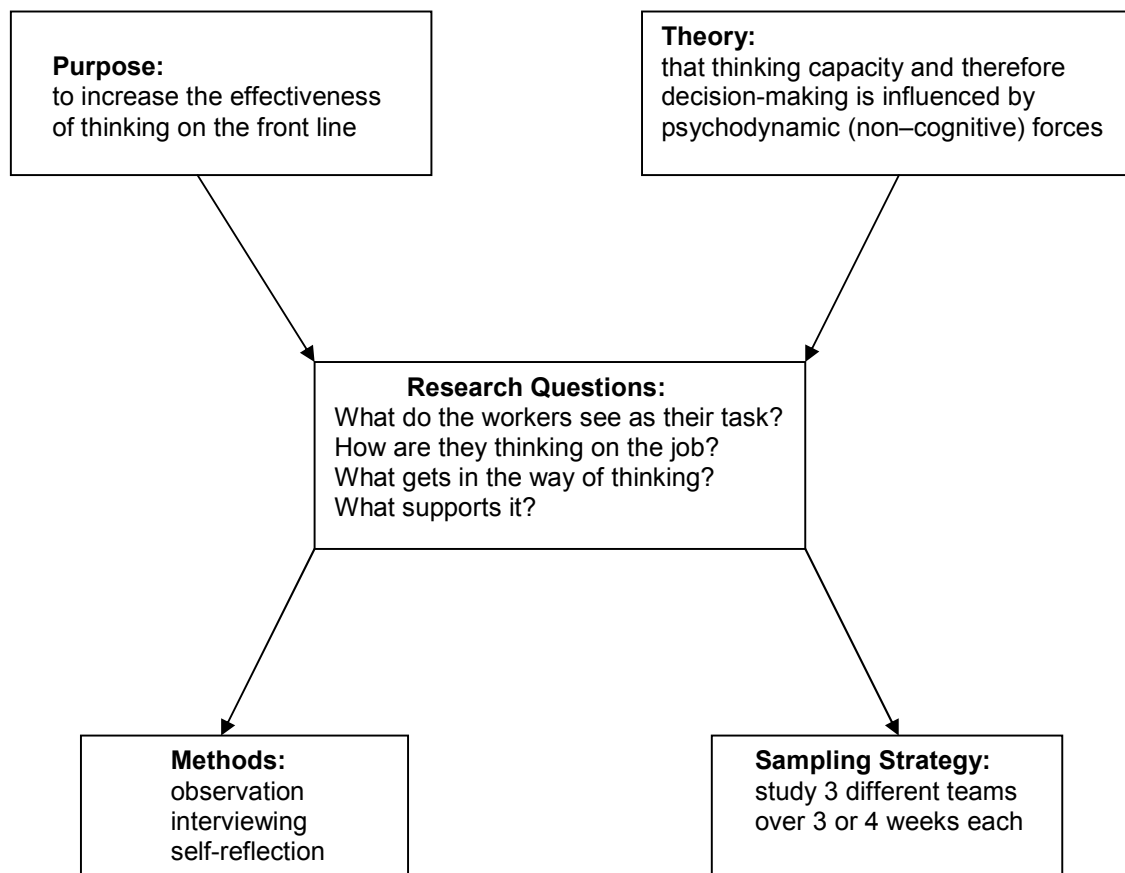 Purpose:
to increase the effectiveness
of thinking on the front line
Theory:
that thinking capacity and therefore
decision-making is influenced by
psychodynamic (non–cognitive) forces
Research Questions:
What do the workers see as their task?
How are they thinking on the job?
What gets in the way of thinking?
What supports it?
Methods:
observation
interviewing
self-reflection
Sampling Strategy:
study 3 different teams
over 3 or 4 weeks each